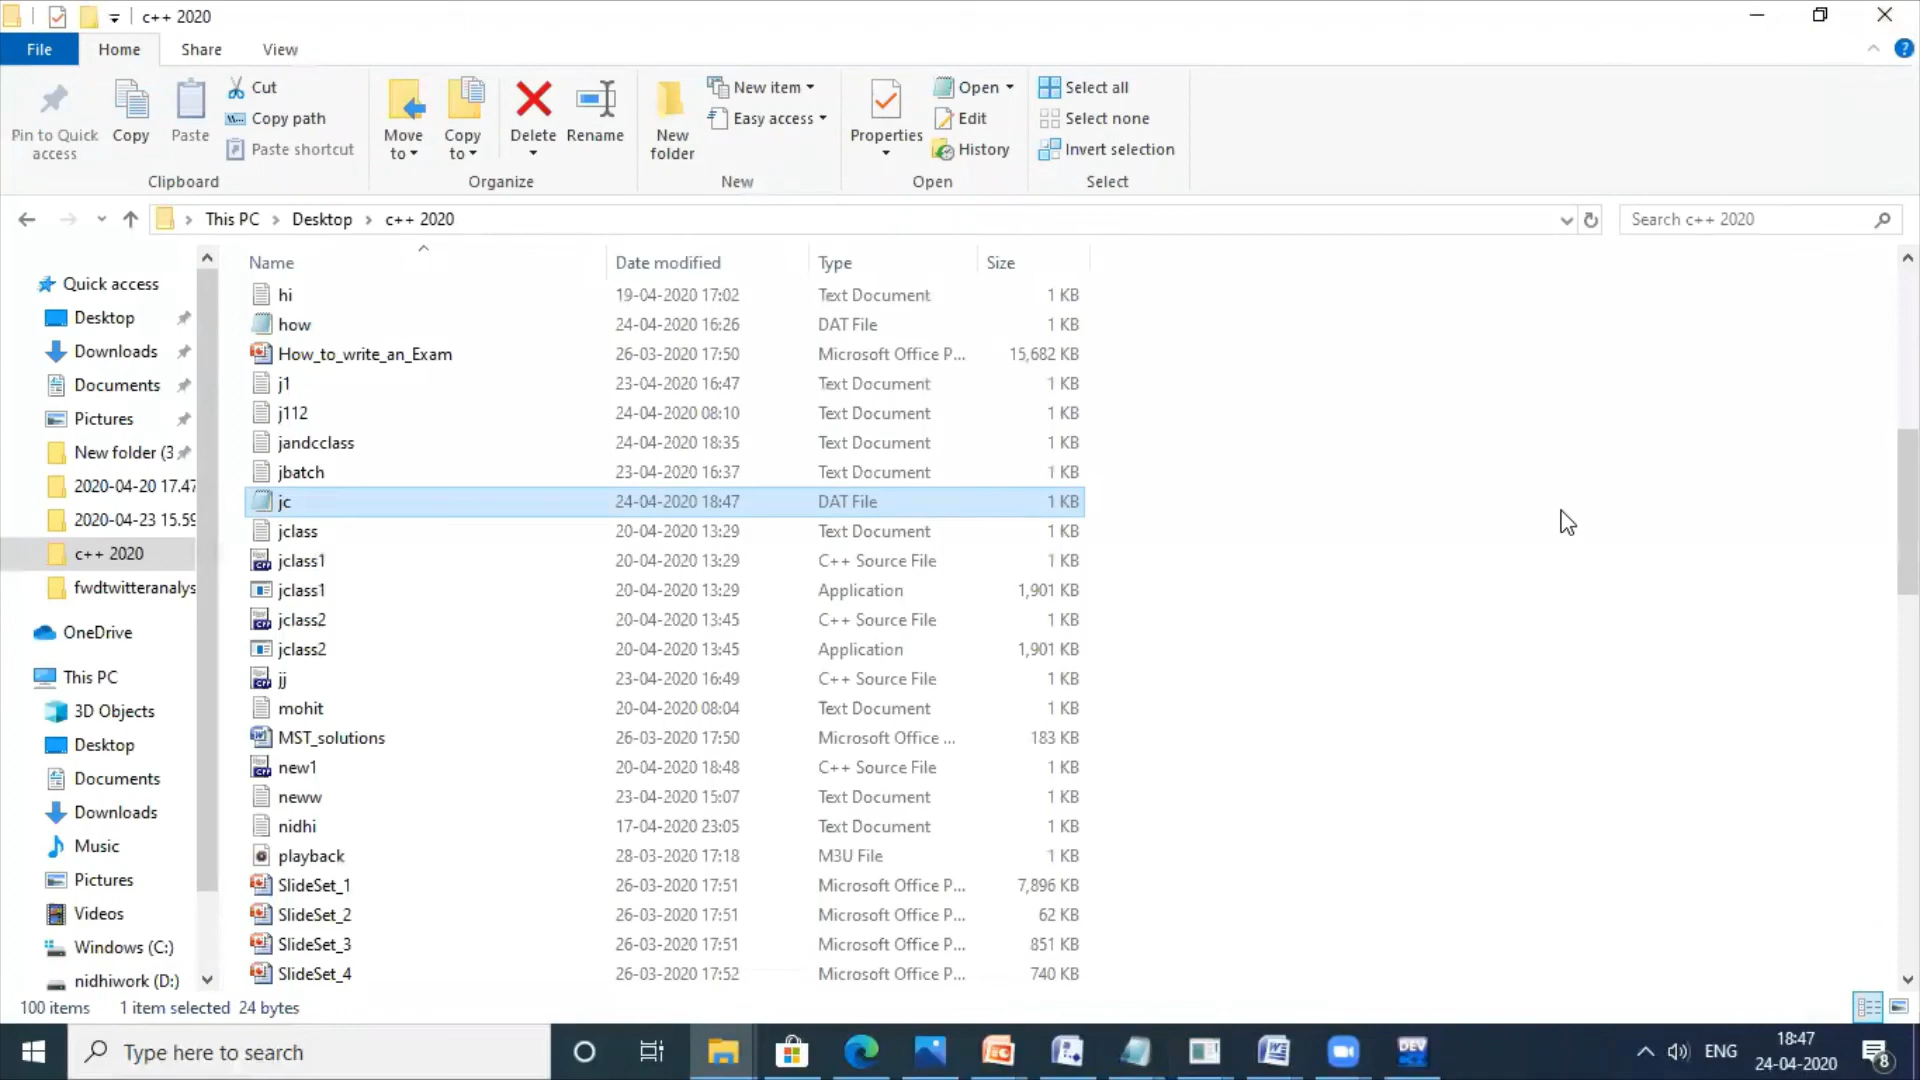 c++ 2020
File Home Share View
Pin to Quick access
Copy
Paste
Cut
Copy path
Paste shortcut
Clipboard
Move to
Copy to
Delete
Rename
Organize
New folder
New item
Easy access
New
Properties
Open
Edit
History
Open
Select all
Select none
Invert selection
Select
This PC > Desktop > c++ 2020
Search c++ 2020
Quick access
Desktop
Downloads
Documents
Pictures
New folder (3
2020-04-20 17.47
2020-04-23 15.59
c++ 2020
fwdtwitteranalys
OneDrive
This PC
3D Objects
Desktop
Documents
Downloads
Music
Pictures
Videos
Windows (C:)
nidhiwork (D:)
Name Date modified Type Size
hi 19-04-2020 17:02 Text Document 1 KB
how 24-04-2020 16:26 DAT File 1 KB
How_to_write_an_Exam 26-03-2020 17:50 Microsoft Office P... 15,682 KB
j1 23-04-2020 16:47 Text Document 1 KB
j112 24-04-2020 08:10 Text Document 1 KB
jandcclass 24-04-2020 18:35 Text Document 1 KB
jbatch 23-04-2020 16:37 Text Document 1 KB
jc 24-04-2020 18:47 DAT File 1 KB
jclass 20-04-2020 13:29 Text Document 1 KB
jclass1 20-04-2020 13:29 C++ Source File 1 KB
jclass1 20-04-2020 13:29 Application 1,901 KB
jclass2 20-04-2020 13:45 C++ Source File 1 KB
jclass2 20-04-2020 13:45 Application 1,901 KB
jj 23-04-2020 16:49 C++ Source File 1 KB
mohit 20-04-2020 08:04 Text Document 1 KB
MST_solutions 26-03-2020 17:50 Microsoft Office ... 183 KB
new1 20-04-2020 18:48 C++ Source File 1 KB
neww 23-04-2020 15:07 Text Document 1 KB
nidhi 17-04-2020 23:05 Text Document 1 KB
playback 28-03-2020 17:18 M3U File 1 KB
SlideSet_1 26-03-2020 17:51 Microsoft Office P... 7,896 KB
SlideSet_2 26-03-2020 17:51 Microsoft Office P... 62 KB
SlideSet_3 26-03-2020 17:51 Microsoft Office P... 851 KB
SlideSet_4 26-03-2020 17:52 Microsoft Office P... 740 KB
100 items 1 item selected 24 bytes
Type here to search
DEV
ENG
18:47
24-04-2020
8